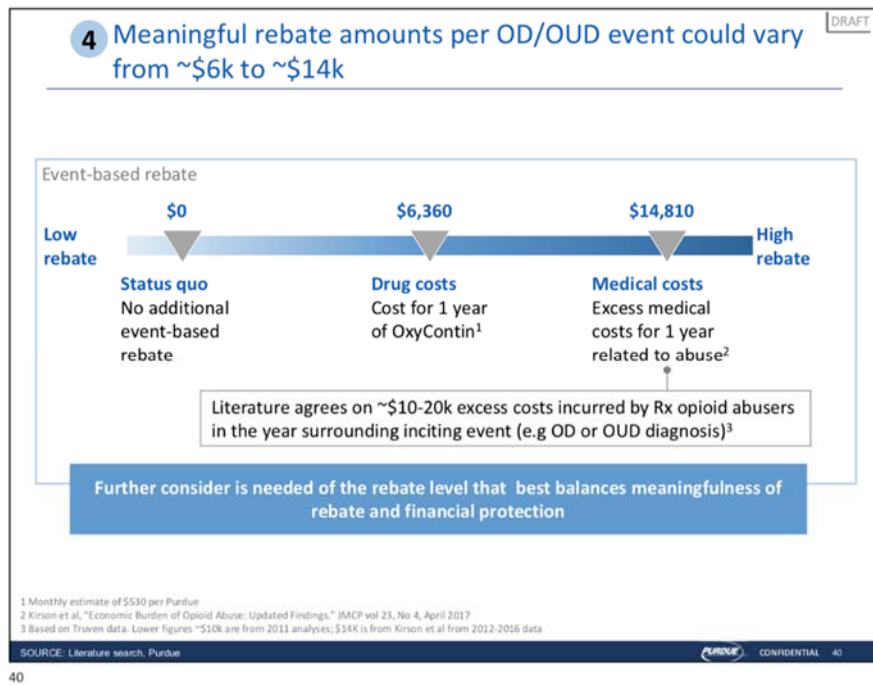 DRAFT
4 Meaningful rebate amounts per OD/OUD event could vary
from ~$6k to ~$14k
Event-based rebate
$0 $6,360 $14,810
Low
rebate
High
rebate
Status quo
No additional
event-based
rebate
Drug costs
Cost for 1 year
of OxyContin1
Medical costs
Excess medical
costs for 1 year
related to abuse2
Literature agrees on ~$10-20k excess costs incurred by Rx opioid abusers
in the year surrounding inciting event (e.g OD or OUD diagnosis)3
Further consider is needed of the rebate level that best balances meaningfulness of
rebate and financial protection
1 Monthly estimate of $530 per Purdue
2 Kirson et al, "Economic Burden of Opioid Abuse: Updated Findings." JMCP vol 23, No 4, April 2017
3 Based on Truven data. Lower figures ~$10k are from 2011 analyses; $14K is from Kirson et al from 2012-2016 data
SOURCE: Literature search, Purdue
PURDUE CONFIDENTIAL 40
40